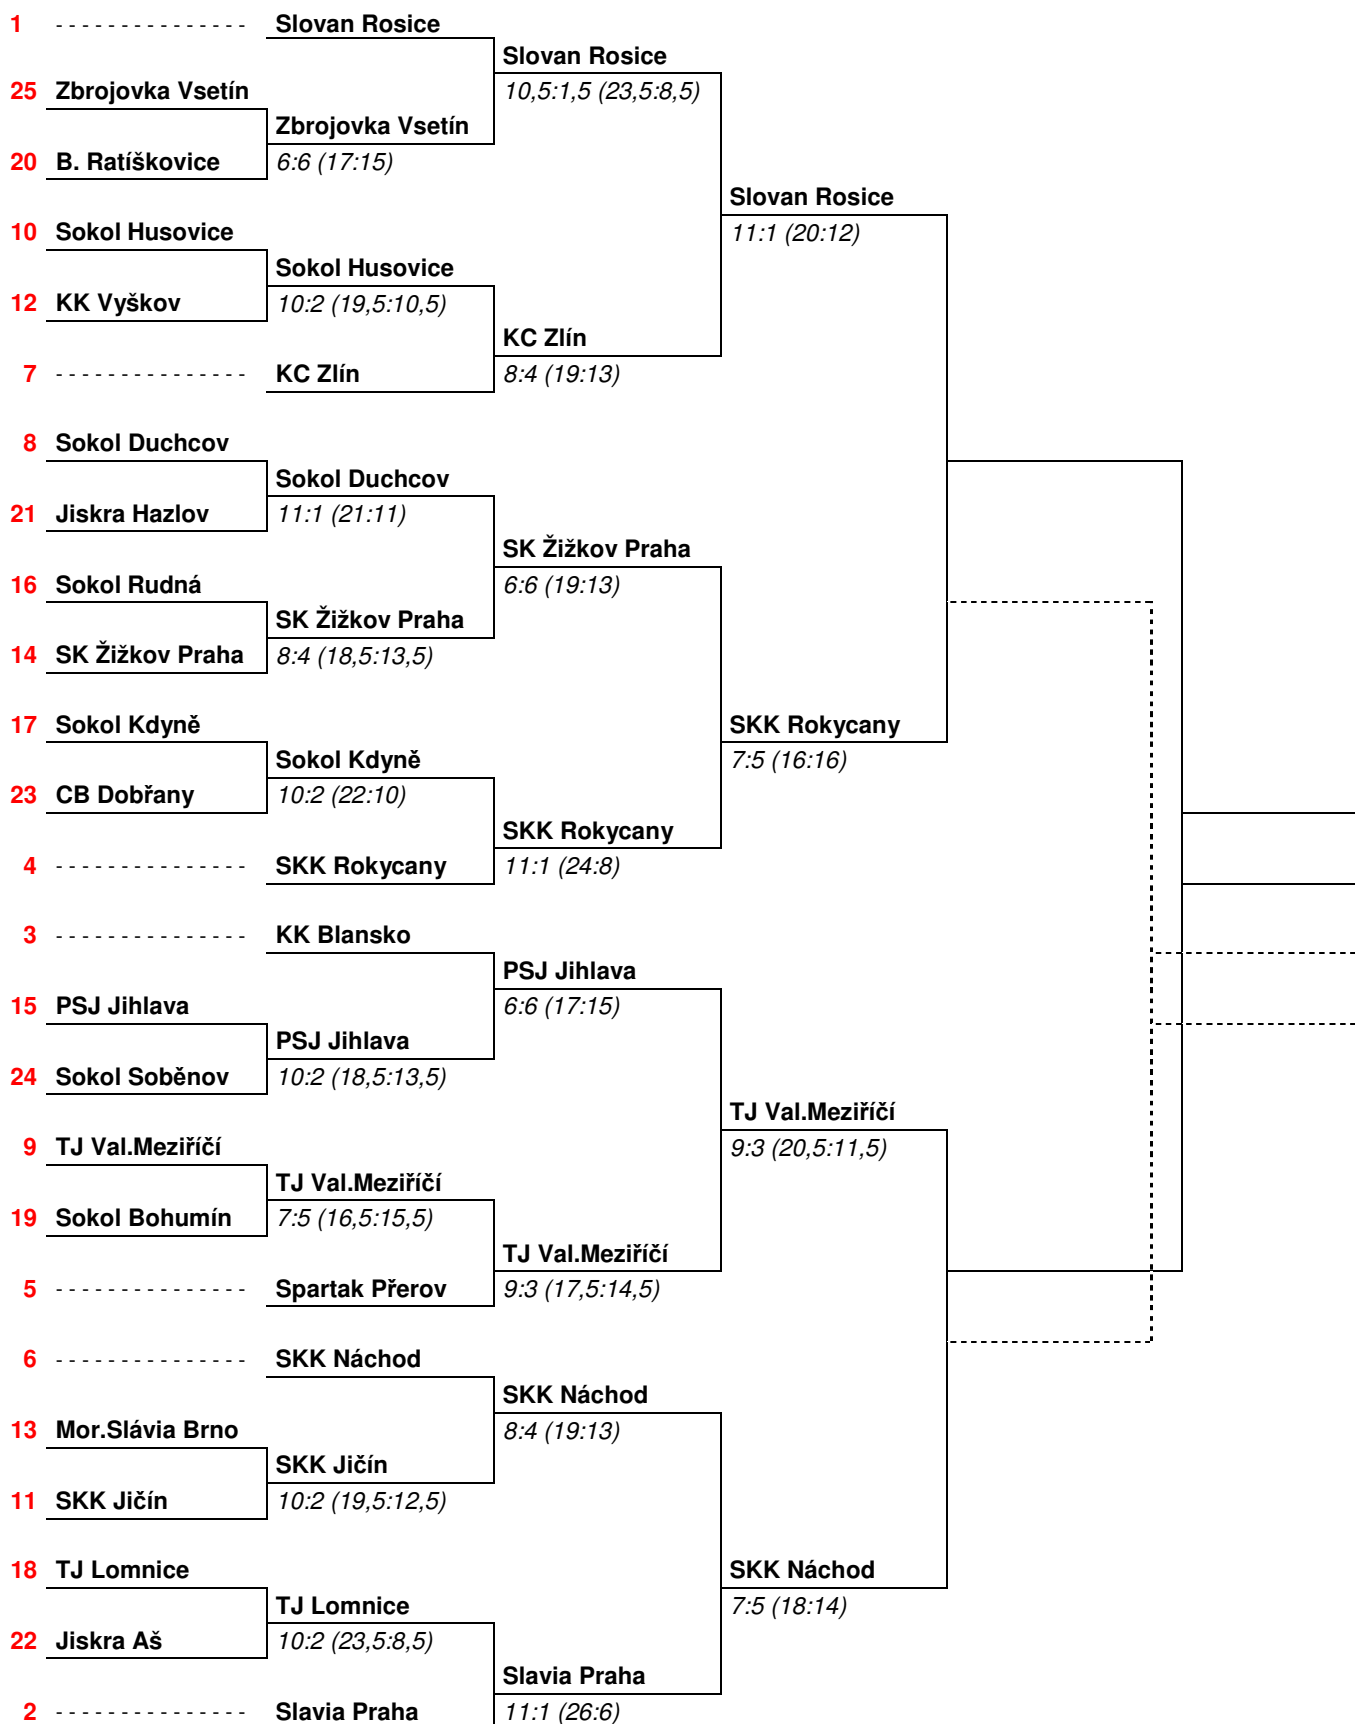 1 - - - - - - - - - - - - - - - Slovan Rosice
Slovan Rosice
25 Zbrojovka Vsetín 10,5:1,5 (23,5:8,5)
Zbrojovka Vsetín
20 B. Ratíškovice 6:6 (17:15)
Slovan Rosice
10 Sokol Husovice 11:1 (20:12)
Sokol Husovice
12 KK Vyškov 10:2 (19,5:10,5)
KC Zlín
7 - - - - - - - - - - - - - - - KC Zlín 8:4 (19:13)
8 Sokol Duchcov
Sokol Duchcov
21 Jiskra Hazlov 11:1 (21:11)
SK Žižkov Praha
16 Sokol Rudná 6:6 (19:13)
SK Žižkov Praha
14 SK Žižkov Praha 8:4 (18,5:13,5)
17 Sokol Kdyně SKK Rokycany
Sokol Kdyně 7:5 (16:16)
23 CB Dobřany 10:2 (22:10)
SKK Rokycany
4 - - - - - - - - - - - - - - - SKK Rokycany 11:1 (24:8)
3 - - - - - - - - - - - - - - - KK Blansko
PSJ Jihlava
15 PSJ Jihlava 6:6 (17:15)
PSJ Jihlava
24 Sokol Soběnov 10:2 (18,5:13,5)
TJ Val.Meziříčí
9 TJ Val.Meziříčí 9:3 (20,5:11,5)
TJ Val.Meziříčí
19 Sokol Bohumín 7:5 (16,5:15,5)
TJ Val.Meziříčí
5 - - - - - - - - - - - - - - - Spartak Přerov 9:3 (17,5:14,5)
6 - - - - - - - - - - - - - - - SKK Náchod
SKK Náchod
13 Mor.Slávia Brno 8:4 (19:13)
SKK Jičín
11 SKK Jičín 10:2 (19,5:12,5)
18 TJ Lomnice SKK Náchod
TJ Lomnice 7:5 (18:14)
22 Jiskra Aš 10:2 (23,5:8,5)
Slavia Praha
2 - - - - - - - - - - - - - - - Slavia Praha 11:1 (26:6)